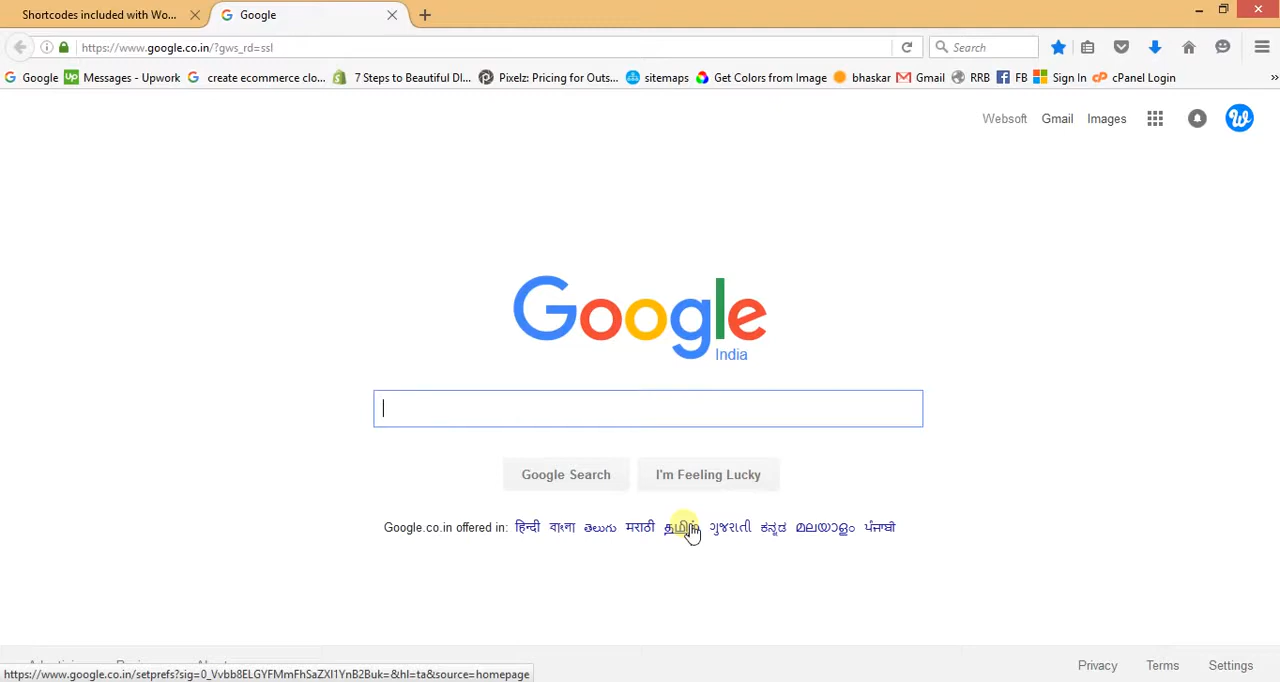 Shortcodes included with Wo...
Google
https://www.google.co.in/?gws_rd=ssl
Search
Google
Messages - Upwork
create ecommerce clo...
7 Steps to Beautiful DI...
Pixelz: Pricing for Outs...
sitemaps
Get Colors from Image
bhaskar
Gmail
RRB
FB
Sign In
cPanel Login
Websoft Gmail Images
Google
India
Google Search
I'm Feeling Lucky
Google.co.in offered in: हिन्दी বাংলা తెలుగు मराठी தமிழ் ગુજરાતી ಕನ್ನಡ മലയാളം ਪੰਜਾਬੀ
Privacy Terms Settings
https://www.google.co.in/setprefs?sig=0_Vvbb8ELGYFMmFhSaZXI1YnB2Buk=&hl=ta&source=homepage